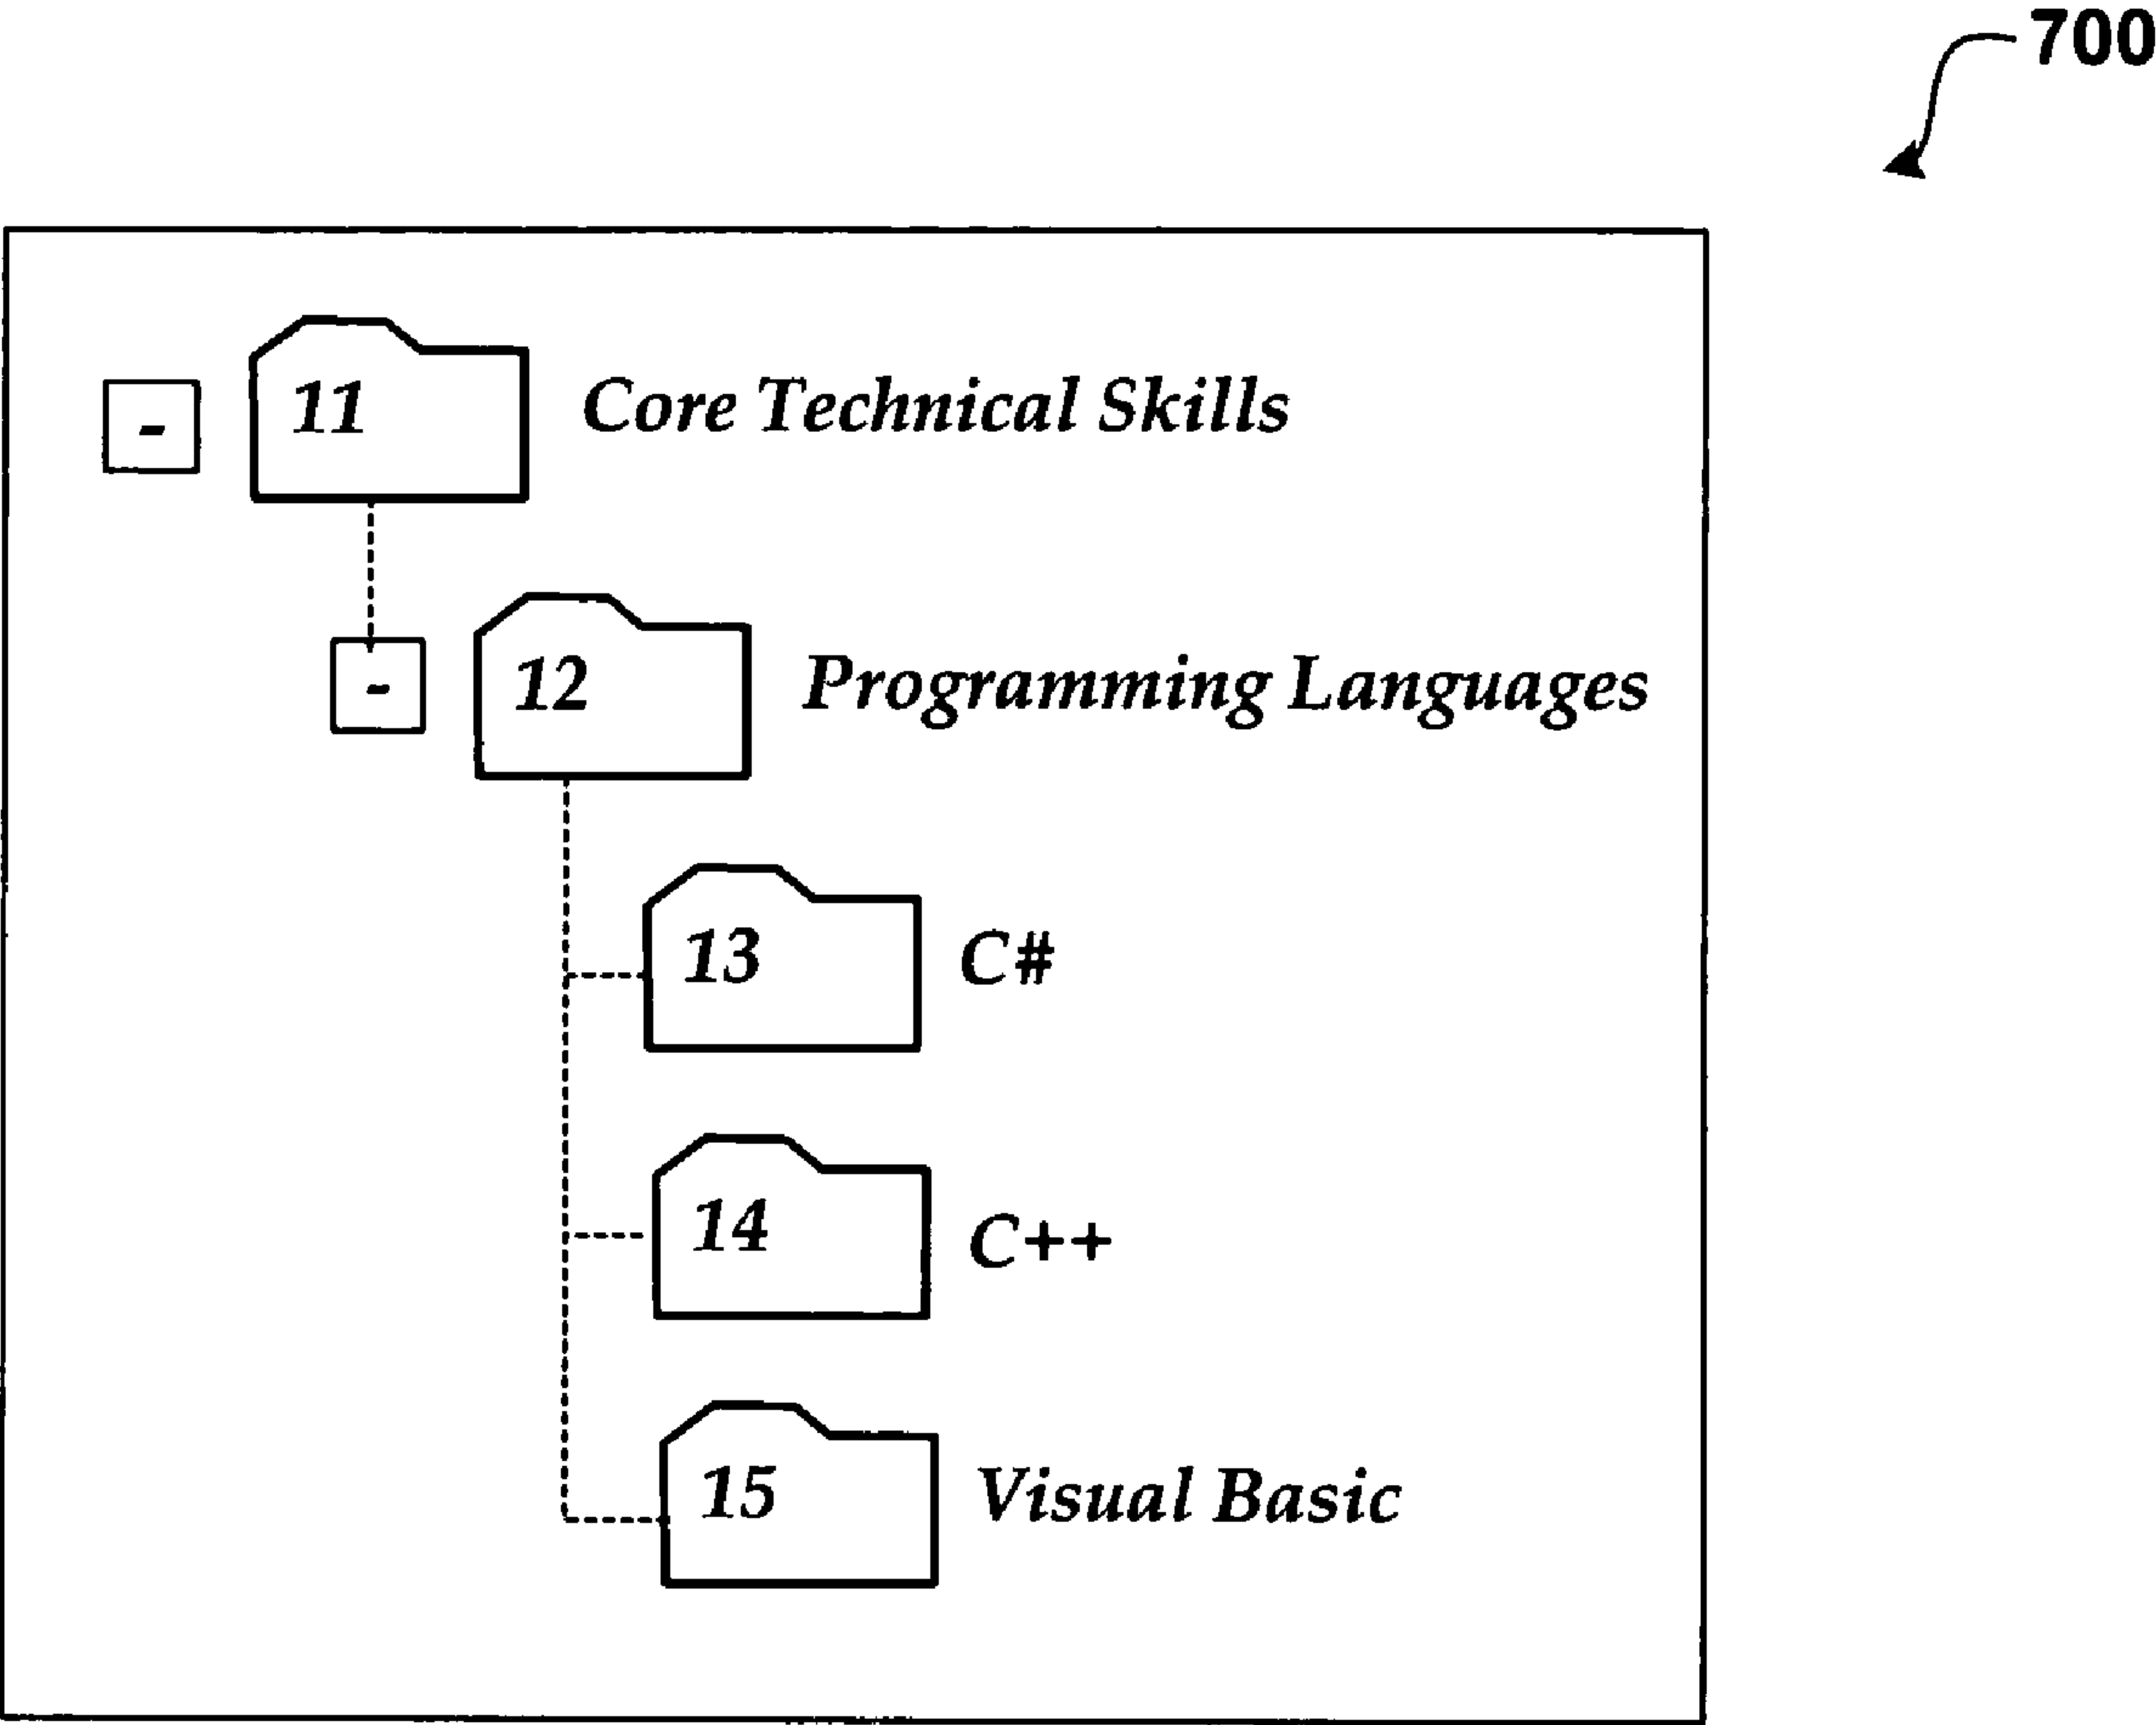 700
- 11 Core Technical Skills
- 12 Programming Languages
13 C#
14 C++
15 Visual Basic